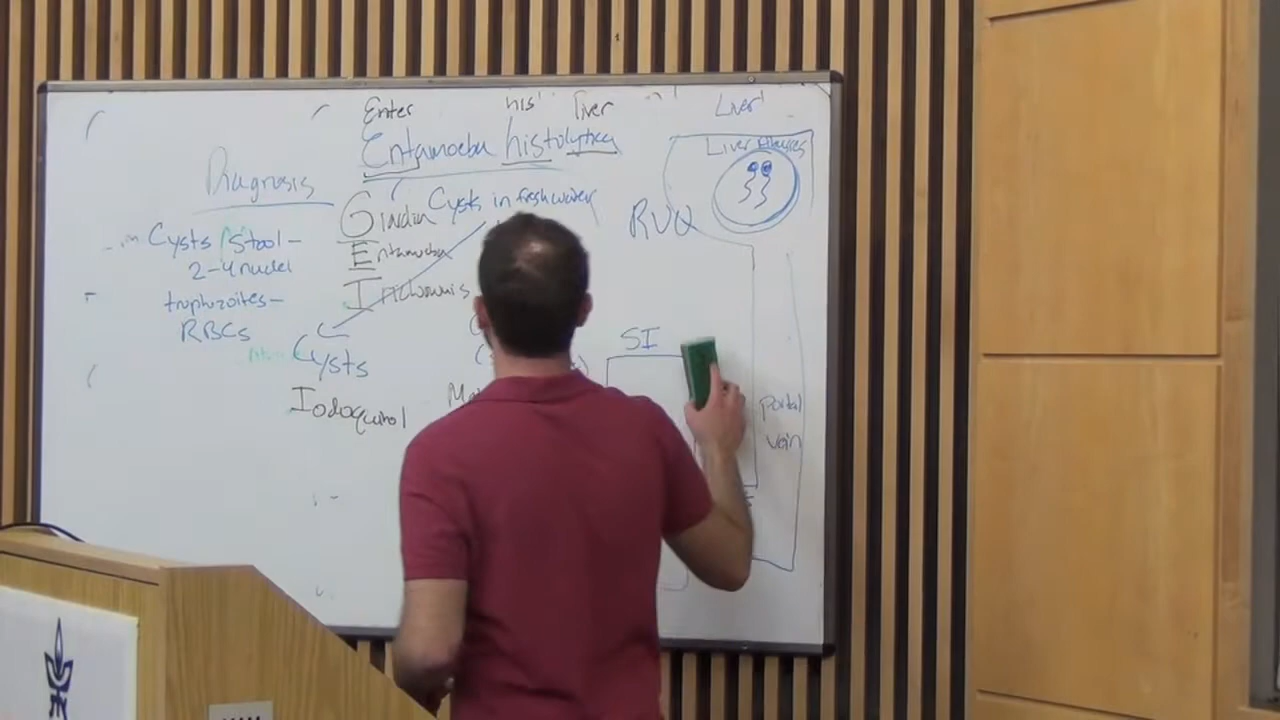 Enter his' liver Liver
Entamoeba histolytica
Liver Abscess
Diagnosis
Giardia Cysts in freshwater
RUQ
in Cysts Stool -
Entamoeba
2-4 nuclei
Trichomonis
trophozoites-
RBCs
SI
Cysts
Iodoquinol
portal
vein